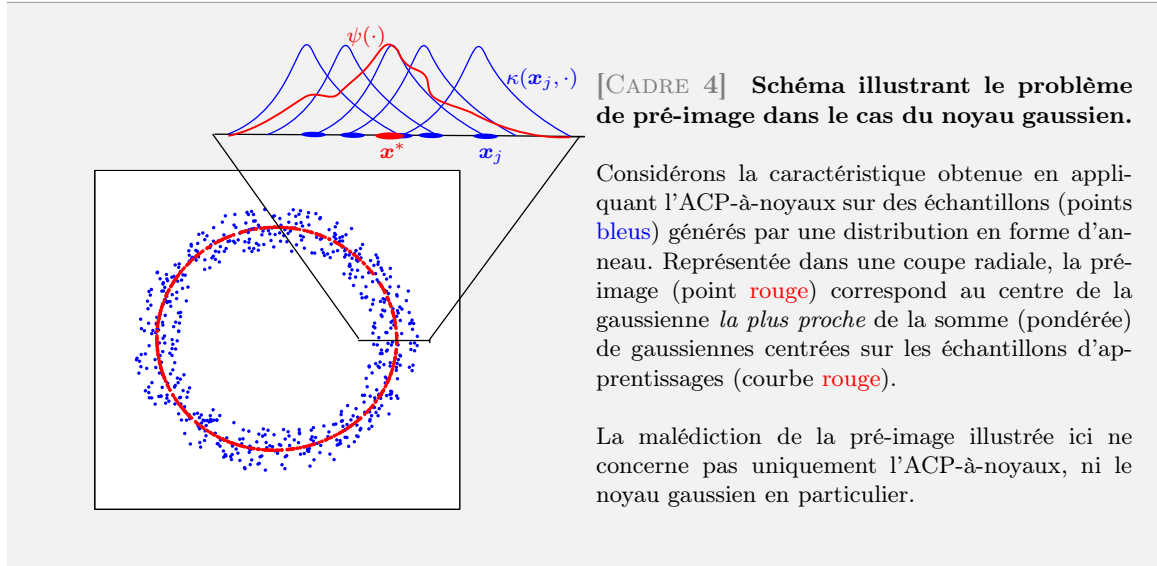 ψ(·)
κ(x_j, ·)
x*
x_j
[CADRE 4] Schéma illustrant le problème
de pré-image dans le cas du noyau gaussien.
Considérons la caractéristique obtenue en appli-
quant l'ACP-à-noyaux sur des échantillons (points
bleus) générés par une distribution en forme d'an-
neau. Représentée dans une coupe radiale, la pré-
image (point rouge) correspond au centre de la
gaussienne la plus proche de la somme (pondérée)
de gaussiennes centrées sur les échantillons d'ap-
prentissages (courbe rouge).
La malédiction de la pré-image illustrée ici ne
concerne pas uniquement l'ACP-à-noyaux, ni le
noyau gaussien en particulier.